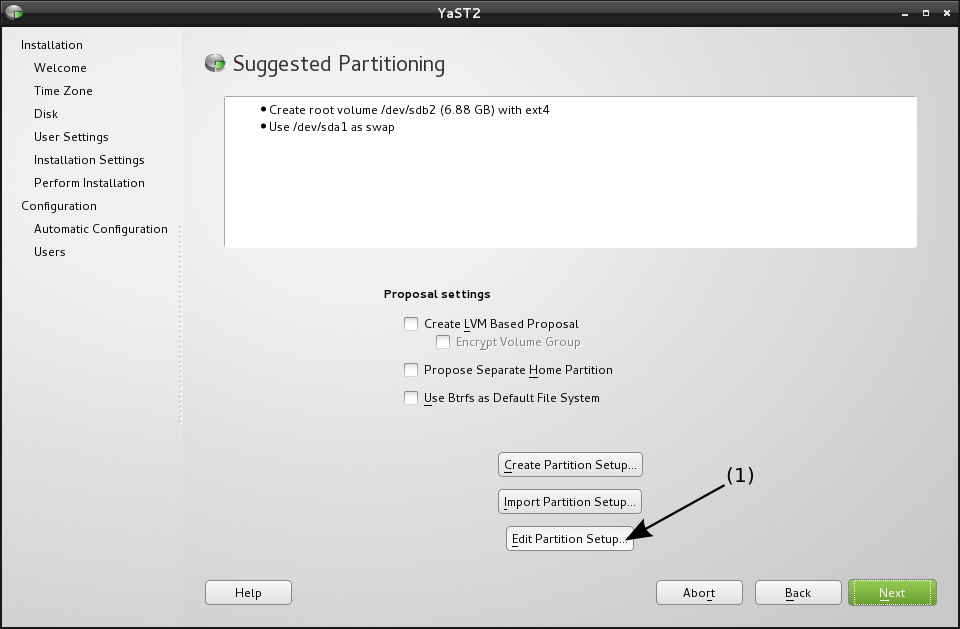 YaST2
Installation
Welcome
Time Zone
Disk
User Settings
Installation Settings
Perform Installation
Configuration
Automatic Configuration
Users
Suggested Partitioning
• Create root volume /dev/sdb2 (6.88 GB) with ext4
• Use /dev/sda1 as swap
Proposal settings
Create LVM Based Proposal
Encrypt Volume Group
Propose Separate Home Partition
Use Btrfs as Default File System
Create Partition Setup...
(1)
Import Partition Setup...
Edit Partition Setup...
Help
Abort
Back
Next